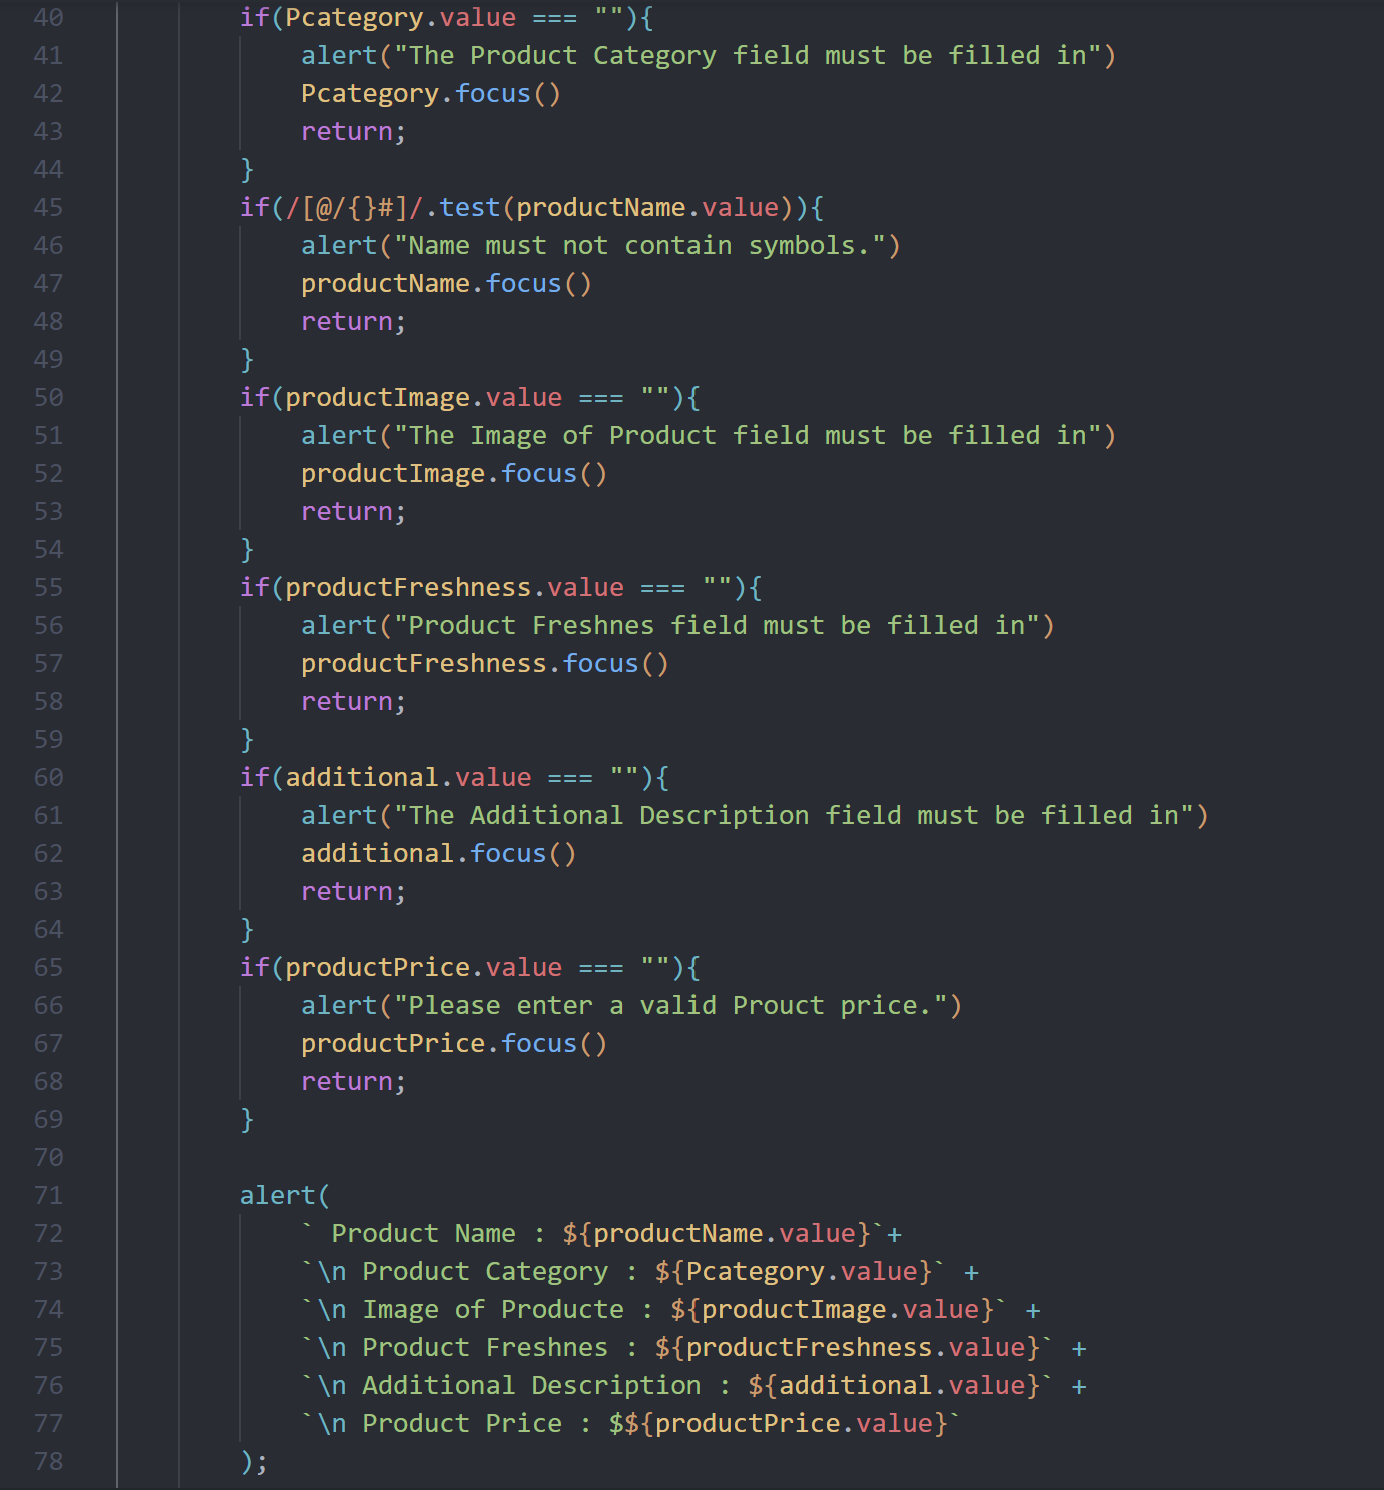 40 if(Pcategory.value === ""){
41 alert("The Product Category field must be filled in")
42 Pcategory.focus()
43 return;
44 }
45 if(/[@/{}#]/.test(productName.value)){
46 alert("Name must not contain symbols.")
47 productName.focus()
48 return;
49 }
50 if(productImage.value === ""){
51 alert("The Image of Product field must be filled in")
52 productImage.focus()
53 return;
54 }
55 if(productFreshness.value === ""){
56 alert("Product Freshnes field must be filled in")
57 productFreshness.focus()
58 return;
59 }
60 if(additional.value === ""){
61 alert("The Additional Description field must be filled in")
62 additional.focus()
63 return;
64 }
65 if(productPrice.value === ""){
66 alert("Please enter a valid Prouct price.")
67 productPrice.focus()
68 return;
69 }
70
71 alert(
72 ` Product Name : ${productName.value}`+
73 `\n Product Category : ${Pcategory.value}` +
74 `\n Image of Producte : ${productImage.value}` +
75 `\n Product Freshnes : ${productFreshness.value}` +
76 `\n Additional Description : ${additional.value}` +
77 `\n Product Price : $${productPrice.value}`
78 );